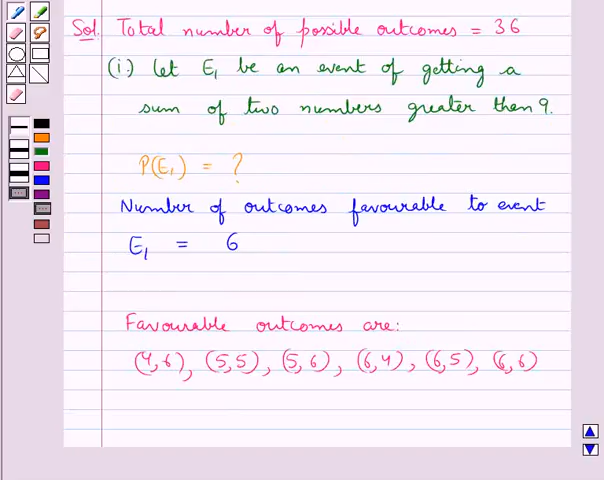 Sol. Total number of possible outcomes = 36
(i.) Let E₁ be an event of getting a
sum of two numbers greater then 9.
P(E₁) = ?
Number of outcomes favourable to event
E₁ = 6
Favourable outcomes are:
(4,6), (5,5), (5,6), (6,4), (6,5), (6,6)